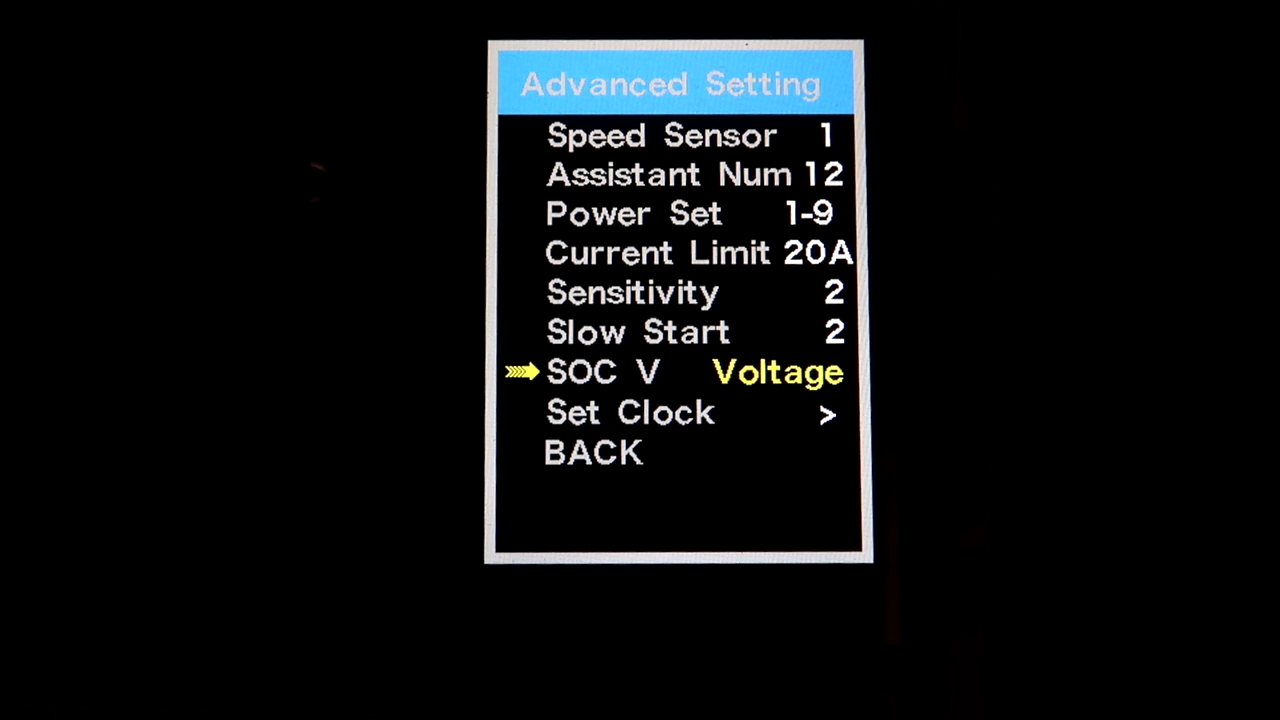 Advanced Setting
Speed Sensor 1
Assistant Num 12
Power Set 1-9
Current Limit 20A
Sensitivity 2
Slow Start 2
SOC V Voltage
Set Clock >
BACK